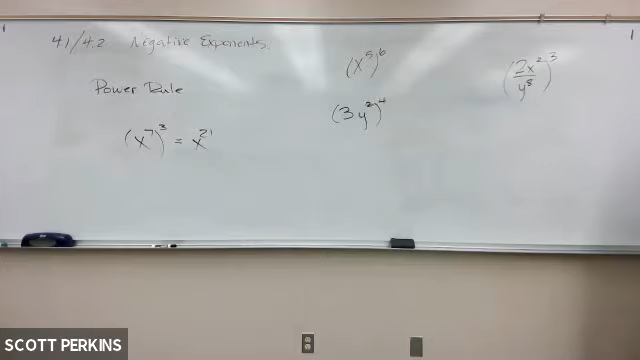 4.1/4.2 Negative Exponents
Power Rule
(x⁷)³ = x²¹
(x⁵)⁶
(3y²)⁴
(2x²/y⁸)³
SCOTT PERKINS